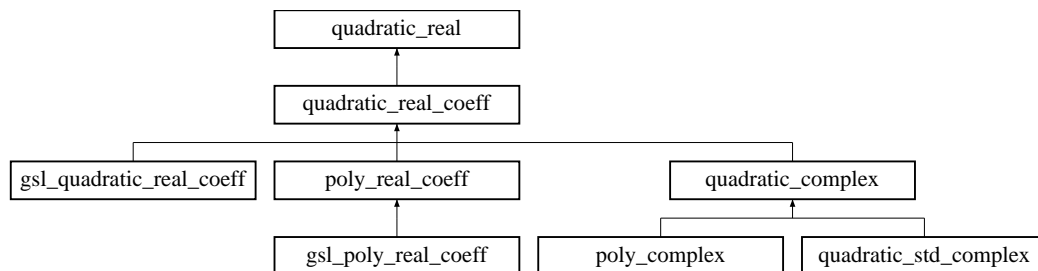 quadratic_real
quadratic_real_coeff
gsl_quadratic_real_coeff
poly_real_coeff
quadratic_complex
gsl_poly_real_coeff
poly_complex
quadratic_std_complex